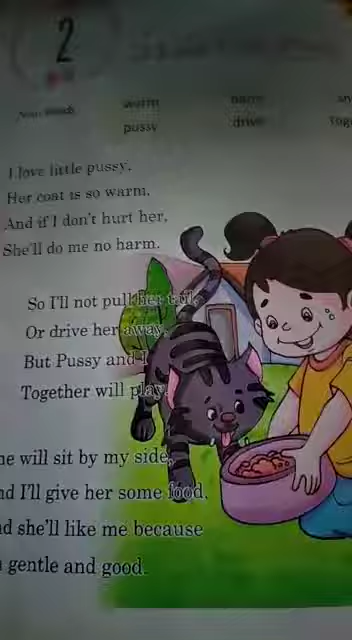 2
warm
pussy
drive
I love little pussy,
Her coat is so warm,
And if I don't hurt her,
She'll do me no harm.
So I'll not pull her tail,
Or drive her away,
But Pussy and I
Together will play.
he will sit by my side,
nd I'll give her some food,
d she'll like me because
gentle and good.